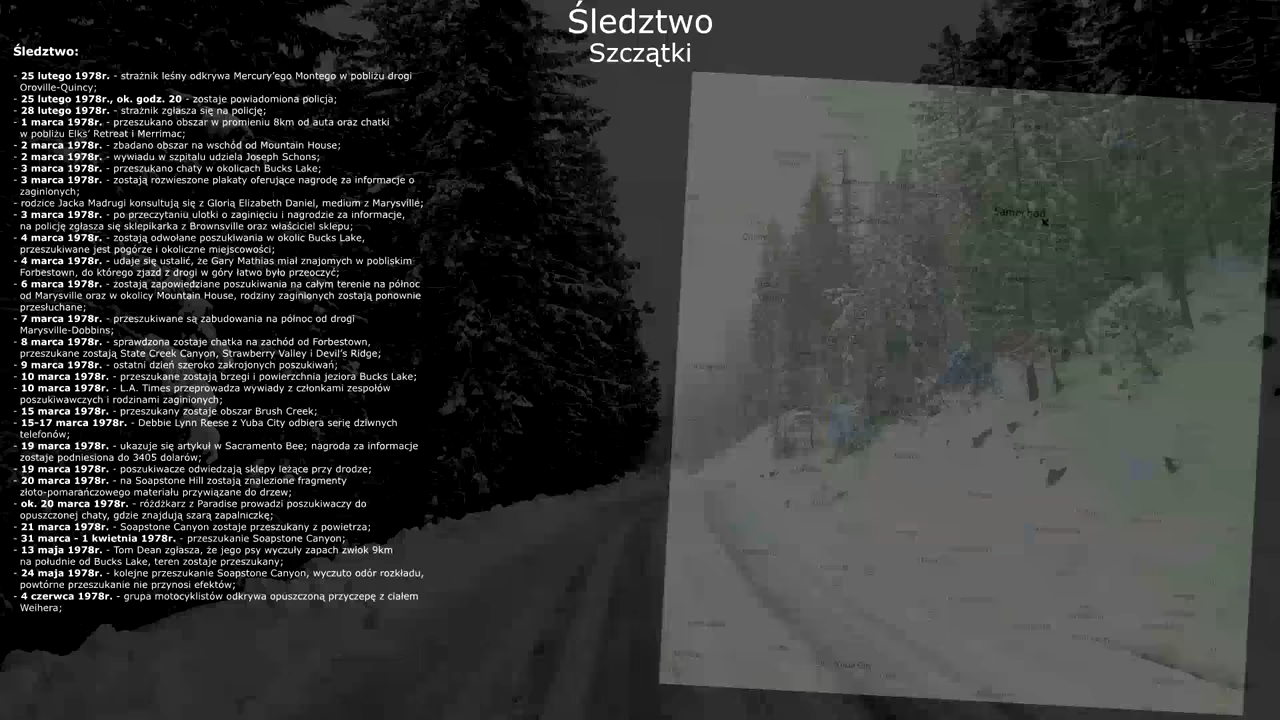 Śledztwo
Szczątki
Śledztwo:
- 25 lutego 1978r. - strażnik leśny odkrywa Mercury'ego Montego w pobliżu drogi
Oroville-Quincy;
- 25 lutego 1978r., ok. godz. 20 - zostaje powiadomiona policja;
- 28 lutego 1978r. - strażnik zgłasza się na policję;
- 1 marca 1978r. - przeszukano obszar w promieniu 8km od auta oraz chatki
w pobliżu Elks' Retreat i Merrimac;
- 2 marca 1978r. - zbadano obszar na wschód od Mountain House;
- 2 marca 1978r. - wywiadu w szpitalu udziela Joseph Schons;
- 3 marca 1978r. - przeszukano chaty w okolicach Bucks Lake;
- 3 marca 1978r. - zostają rozwieszone plakaty oferujące nagrodę za informacje o
zaginionych;
- rodzice Jacka Madrugi konsultują się z Glorią Elizabeth Daniel, medium z Marysville;
- 3 marca 1978r. - po przeczytaniu ulotki o zaginięciu i nagrodzie za informacje,
na policję zgłasza się sklepikarka z Brownsville oraz właściciel sklepu;
- 4 marca 1978r. - zostają odwołane poszukiwania w okolic Bucks Lake,
przeszukiwane jest pogórze i okoliczne miejscowości;
- 4 marca 1978r. - udaje się ustalić, że Gary Mathias miał znajomych w pobliskim
Forbestown, do którego zjazd z drogi w góry łatwo było przeoczyć;
- 6 marca 1978r. - zostają zapowiedziane poszukiwania na całym terenie na północ
od Marysville oraz w okolicy Mountain House, rodziny zaginionych zostają ponownie
przesłuchane;
- 7 marca 1978r. - przeszukiwane są zabudowania na północ od drogi
Marysville-Dobbins;
- 8 marca 1978r. - sprawdzona zostaje chatka na zachód od Forbestown,
przeszukane zostają State Creek Canyon, Strawberry Valley i Devil's Ridge;
- 9 marca 1978r. - ostatni dzień szeroko zakrojonych poszukiwań;
- 10 marca 1978r. - przeszukane zostają brzegi i powierzchnia jeziora Bucks Lake;
- 10 marca 1978r. - L.A. Times przeprowadza wywiady z członkami zespołów
poszukiwawczych i rodzinami zaginionych;
- 15 marca 1978r. - przeszukany zostaje obszar Brush Creek;
- 15-17 marca 1978r. - Debbie Lynn Reese z Yuba City odbiera serię dziwnych
telefonów;
- 19 marca 1978r. - ukazuje się artykuł w Sacramento Bee; nagroda za informacje
zostaje podniesiona do 3405 dolarów;
- 19 marca 1978r. - poszukiwacze odwiedzają sklepy leżące przy drodze;
- 20 marca 1978r. - na Soapstone Hill zostają znalezione fragmenty
złoto-pomarańczowego materiału przywiązane do drzew;
- ok. 20 marca 1978r. - różdżkarz z Paradise prowadzi poszukiwaczy do
opuszczonej chaty, gdzie znajdują szarą zapalniczkę;
- 21 marca 1978r. - Soapstone Canyon zostaje przeszukany z powietrza;
- 31 marca - 1 kwietnia 1978r. - przeszukanie Soapstone Canyon;
- 13 maja 1978r. - Tom Dean zgłasza, że jego psy wyczuły zapach zwłok 9km
na południe od Bucks Lake, teren zostaje przeszukany;
- 24 maja 1978r. - kolejne przeszukanie Soapstone Canyon, wyczuto odór rozkładu,
powtórne przeszukanie nie przynosi efektów;
- 4 czerwca 1978r. - grupa motocyklistów odkrywa opuszczoną przyczepę z ciałem
Weihera;
Samochód
x
Yuba City